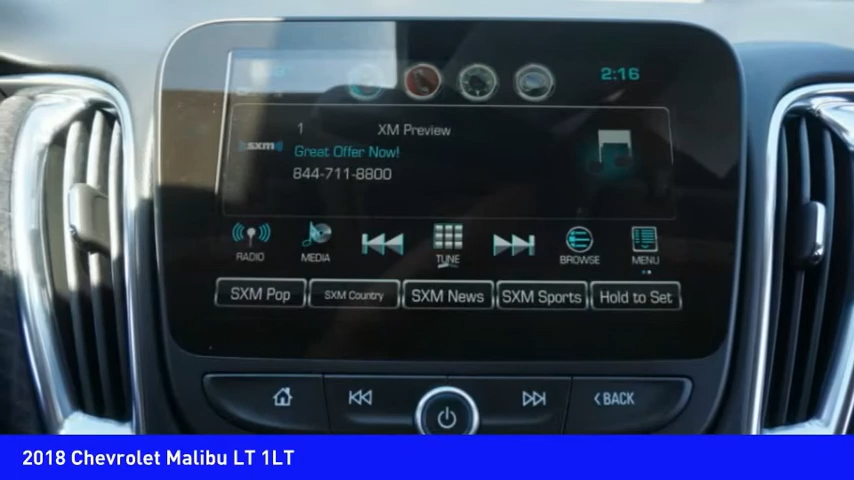 2:16
1 XM Preview
sxm
Great Offer Now!
844-711-8800
RADIO MEDIA TUNE BROWSE MENU
SXM Pop SXM Country SXM News SXM Sports Hold to Set
BACK
2018 Chevrolet Malibu LT 1LT